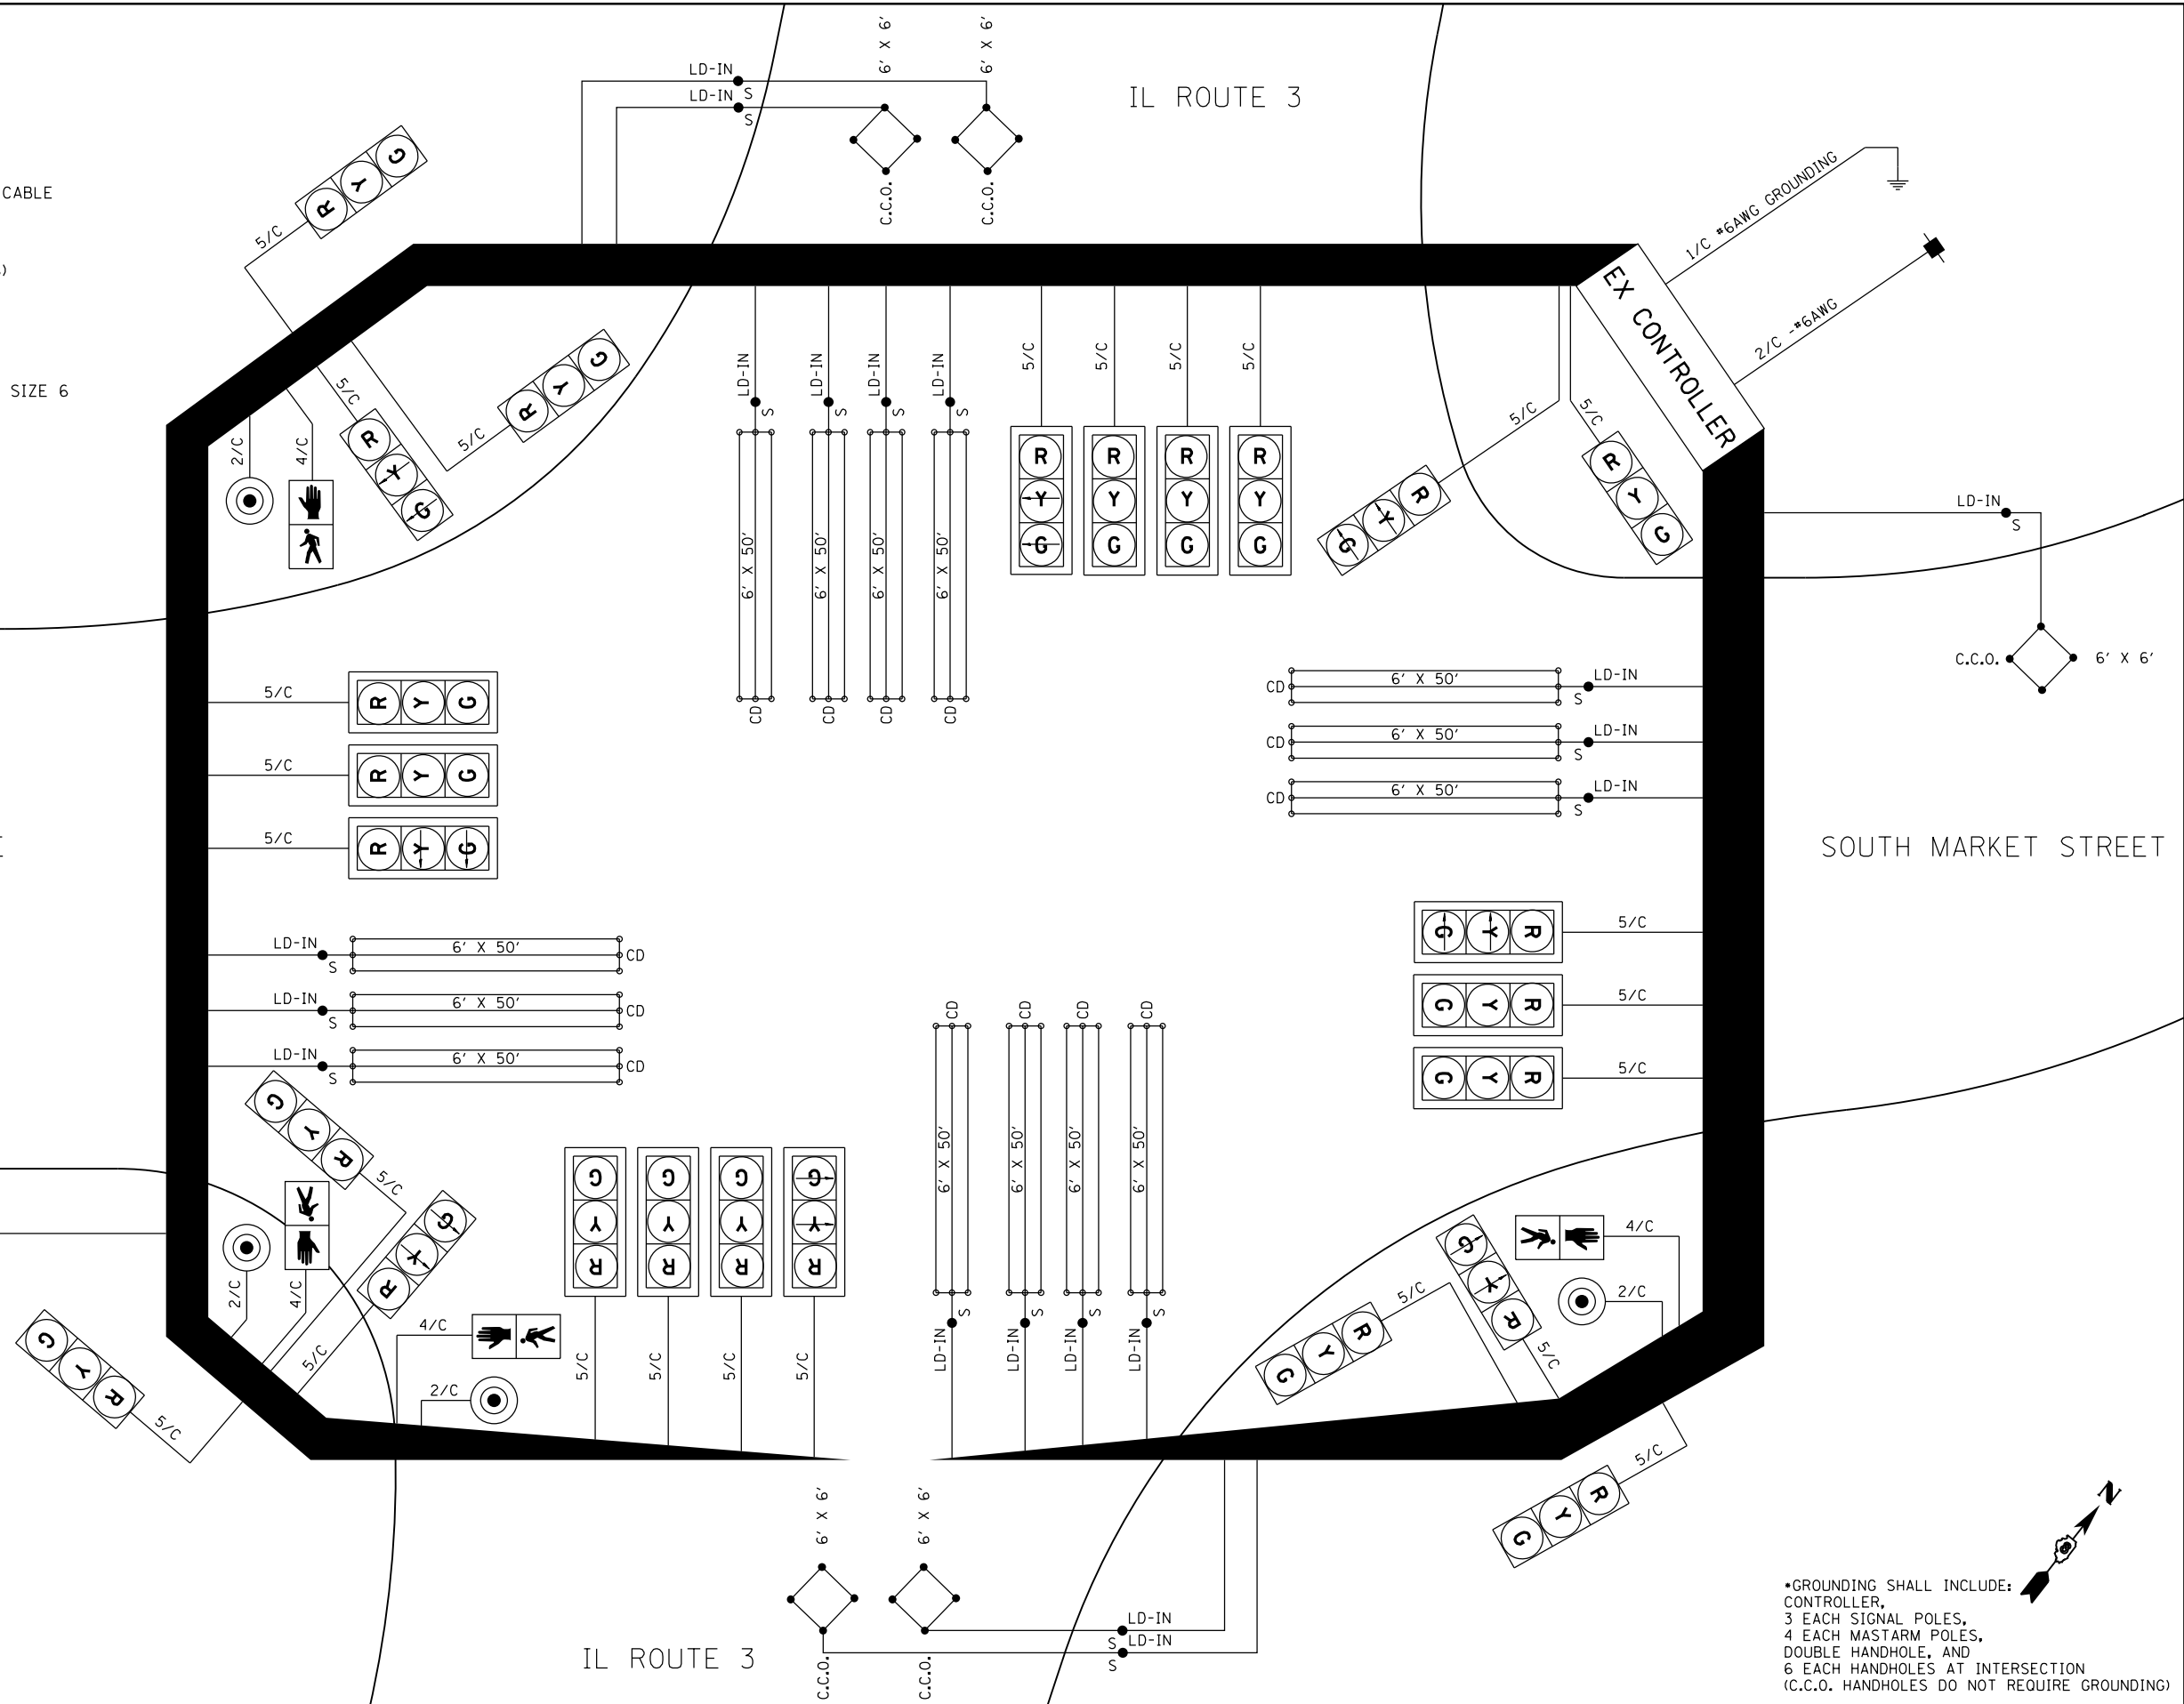 6' X 6'
6' X 6'
LD-IN
S
LD-IN
S
IL ROUTE 3
C.C.O.
C.C.O.
CABLE
SIZE 6
G
Y
R
5/C
1/C #6AWG GROUNDING
2/C -#6AWG
EX CONTROLLER
5/C
R
Y
G
5/C
G
Y
R
2/C
4/C
LD-IN
S
6' X 50'
CD
LD-IN
S
6' X 50'
CD
LD-IN
S
6' X 50'
CD
LD-IN
S
6' X 50'
CD
5/C
R
Y
G
5/C
R
Y
G
5/C
R
Y
G
5/C
R
Y
G
5/C
R
Y
G
5/C
R
Y
G
LD-IN
S
C.C.O.
6' X 6'
5/C
R Y G
5/C
R Y G
5/C
R Y G
CD
6' X 50'
LD-IN
S
CD
6' X 50'
LD-IN
S
CD
6' X 50'
LD-IN
S
SOUTH MARKET STREET
LD-IN
S
6' X 50'
CD
LD-IN
S
6' X 50'
CD
LD-IN
S
6' X 50'
CD
G Y R
5/C
G Y R
5/C
G Y R
5/C
G
Y
R
5/C
G
Y
R
5/C
2/C
4/C
G
Y
R
5/C
4/C
2/C
G
Y
R
5/C
G
Y
R
5/C
G
Y
R
5/C
G
Y
R
5/C
CD
6' X 50'
S
LD-IN
CD
6' X 50'
S
LD-IN
CD
6' X 50'
S
LD-IN
CD
6' X 50'
S
LD-IN
G
Y
R
5/C
G
Y
R
5/C
4/C
2/C
G
Y
R
5/C
6' X 6'
6' X 6'
C.C.O.
C.C.O.
LD-IN
S
LD-IN
S
IL ROUTE 3
N
8
*GROUNDING SHALL INCLUDE:
CONTROLLER,
3 EACH SIGNAL POLES,
4 EACH MASTARM POLES,
DOUBLE HANDHOLE, AND
6 EACH HANDHOLES AT INTERSECTION
(C.C.O. HANDHOLES DO NOT REQUIRE GROUNDING)